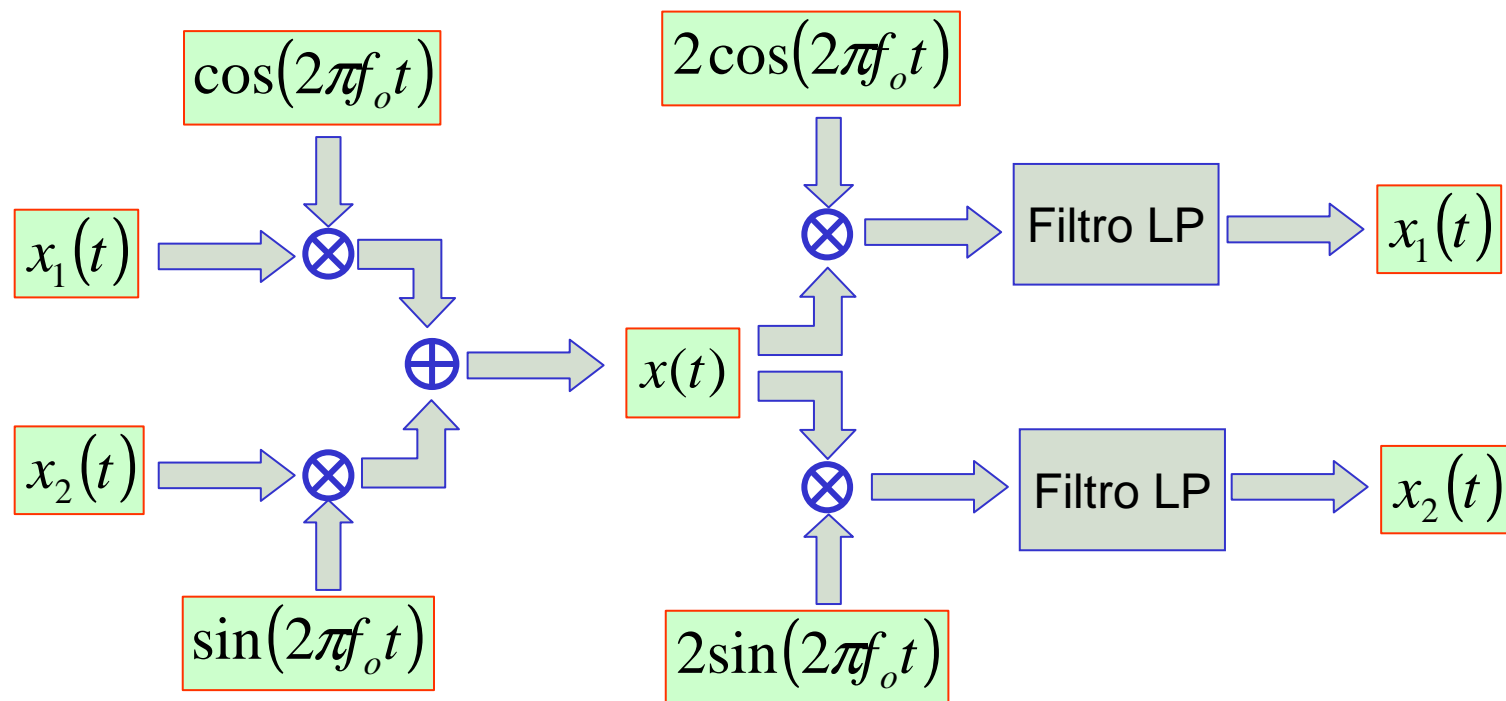 cos(2πf_o t)
2cos(2πf_o t)
x_1(t)
Filtro LP
x_1(t)
x(t)
x_2(t)
Filtro LP
x_2(t)
sin(2πf_o t)
2sin(2πf_o t)